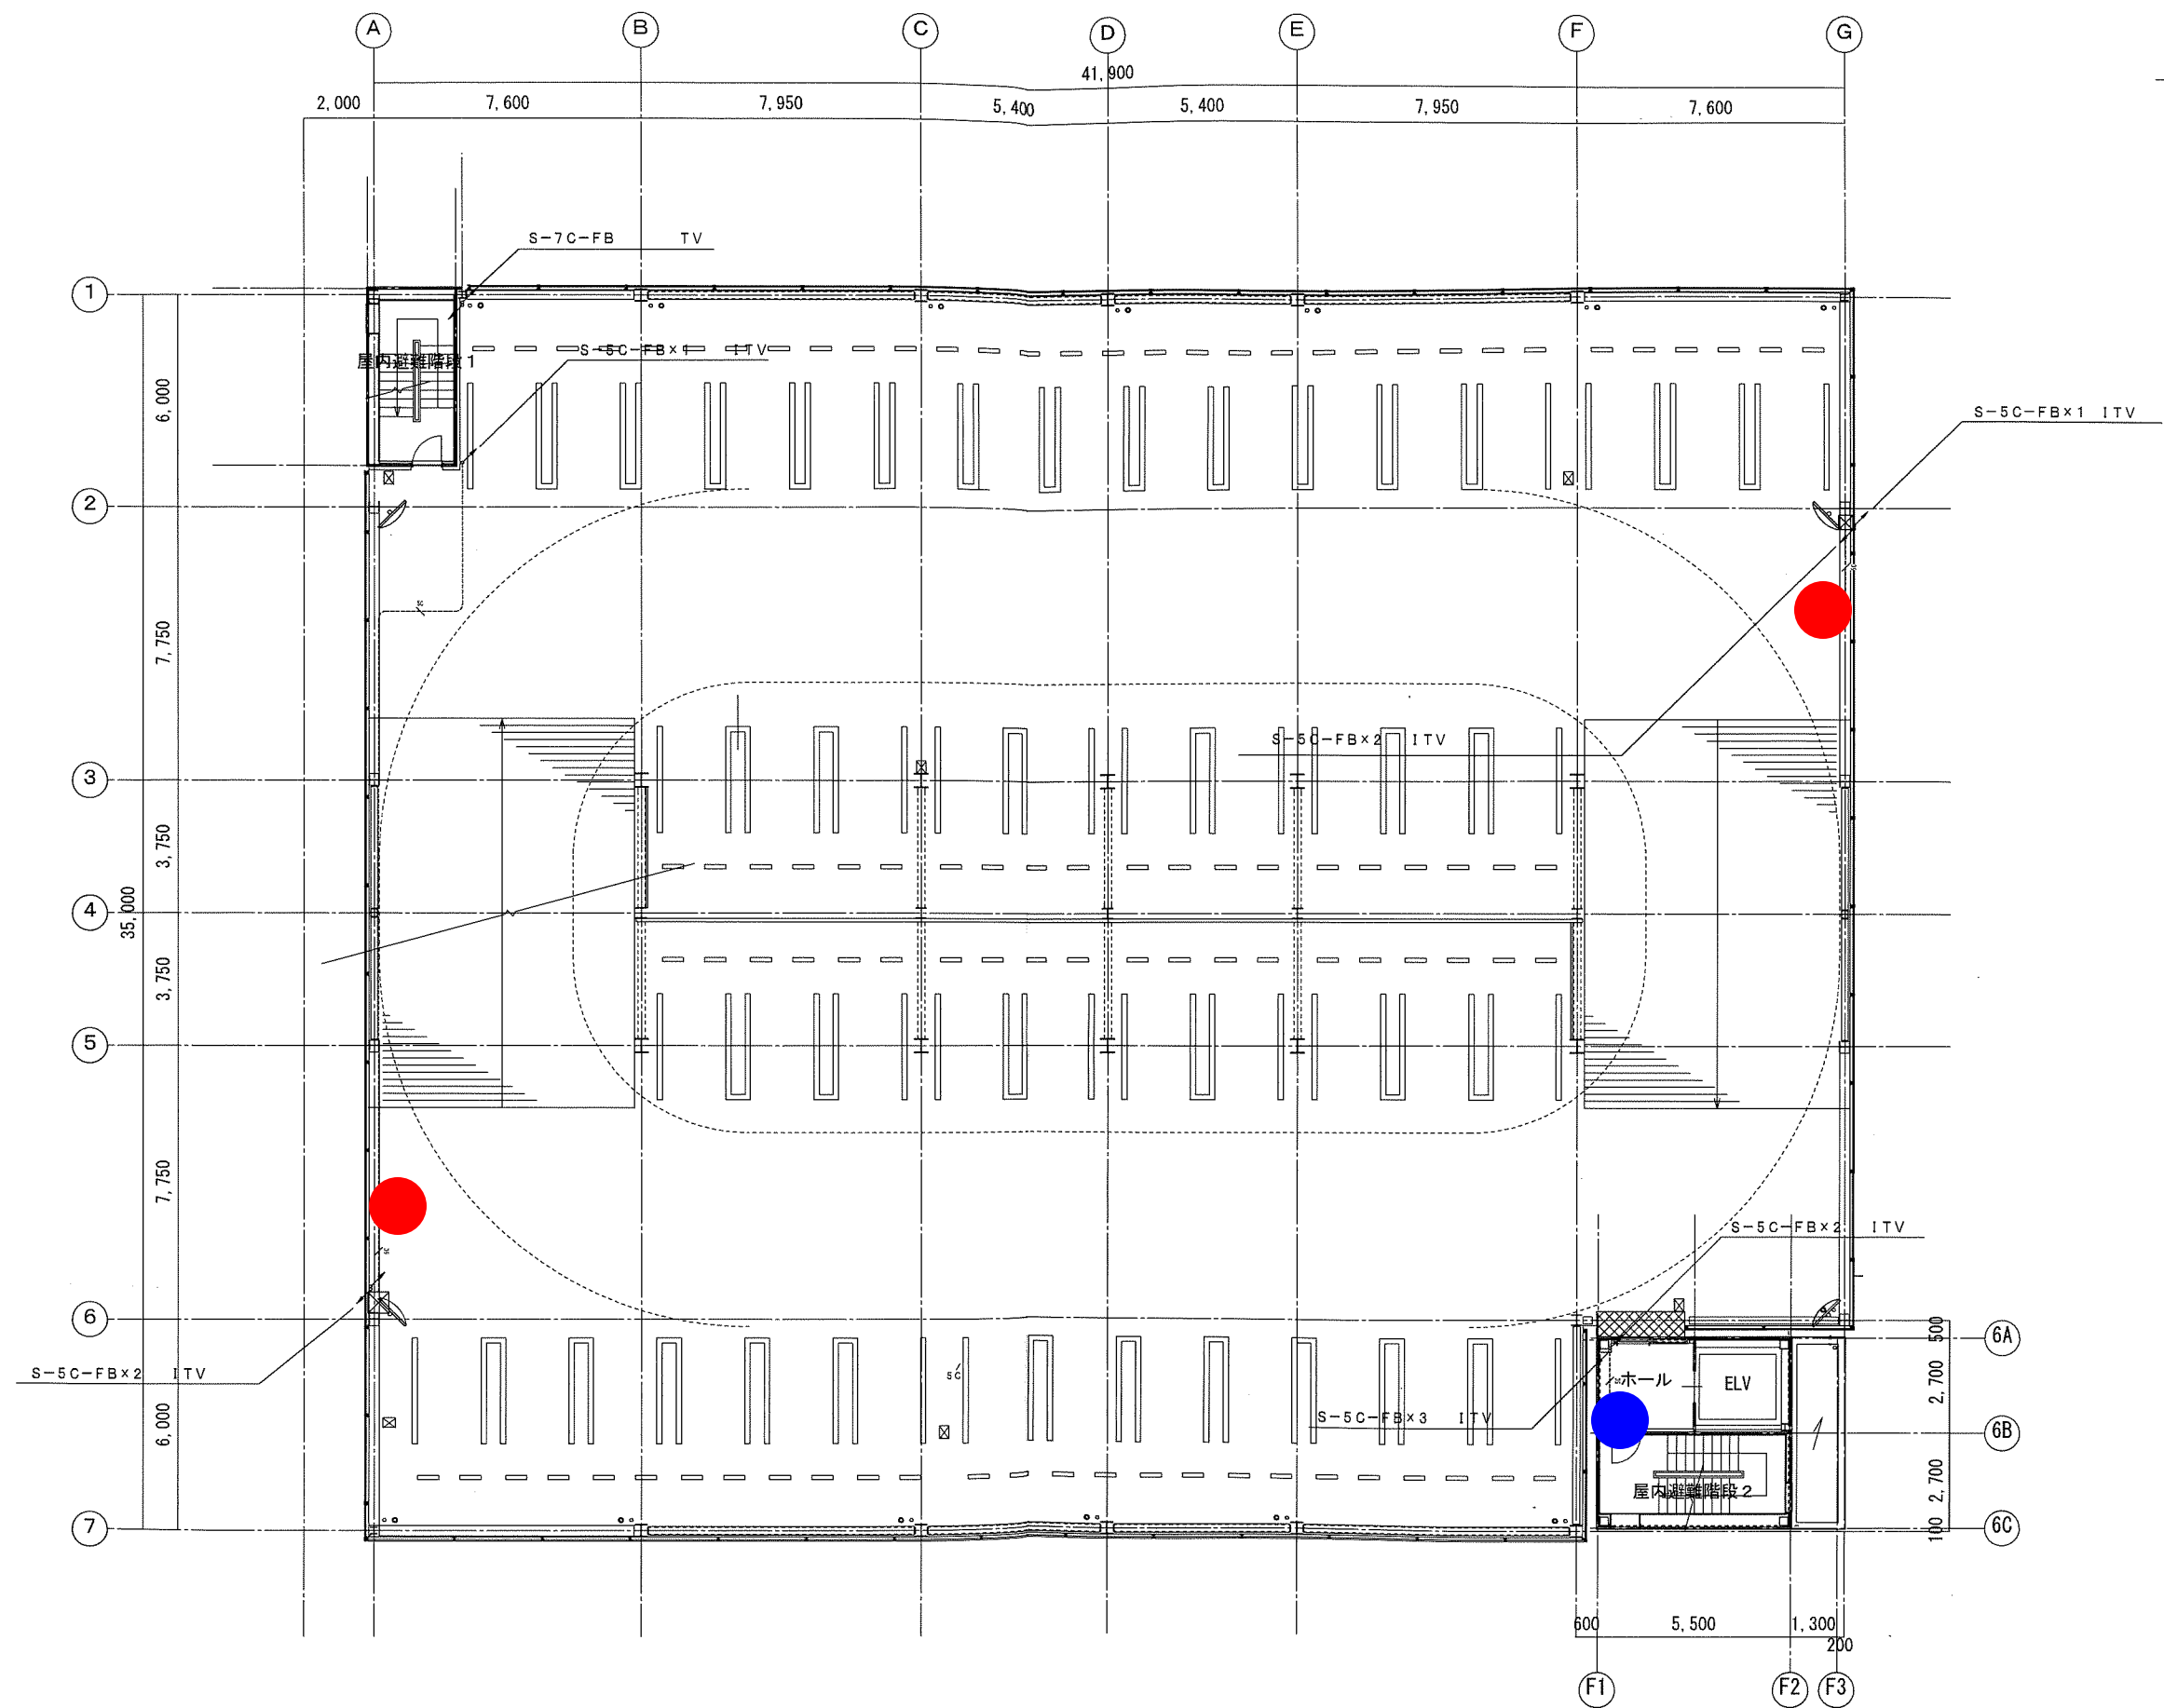 A B C D E F G
41,900
2,000 7,600 7,950 5,400 5,400 7,950 7,600
S-7C-FB TV
1
屋内避難階段1
S-5C-FB×1 ITV
6,000
S-5C-FB×1 ITV
2
5C
5C
7,750
S-5C-FB×2 ITV
3
3,750
4
35,000
3,750
5
7,750
5C
S-5C-FB×2 ITV
6
6A
500
S-5C-FB×2 ITV
5C
5C
ホール
ELV
2,700
S-5C-FB×3 ITV
6,000
6B
屋内避難階段2
2,700
7
6C
100
600 5,500 1,300
200
F1 F2 F3